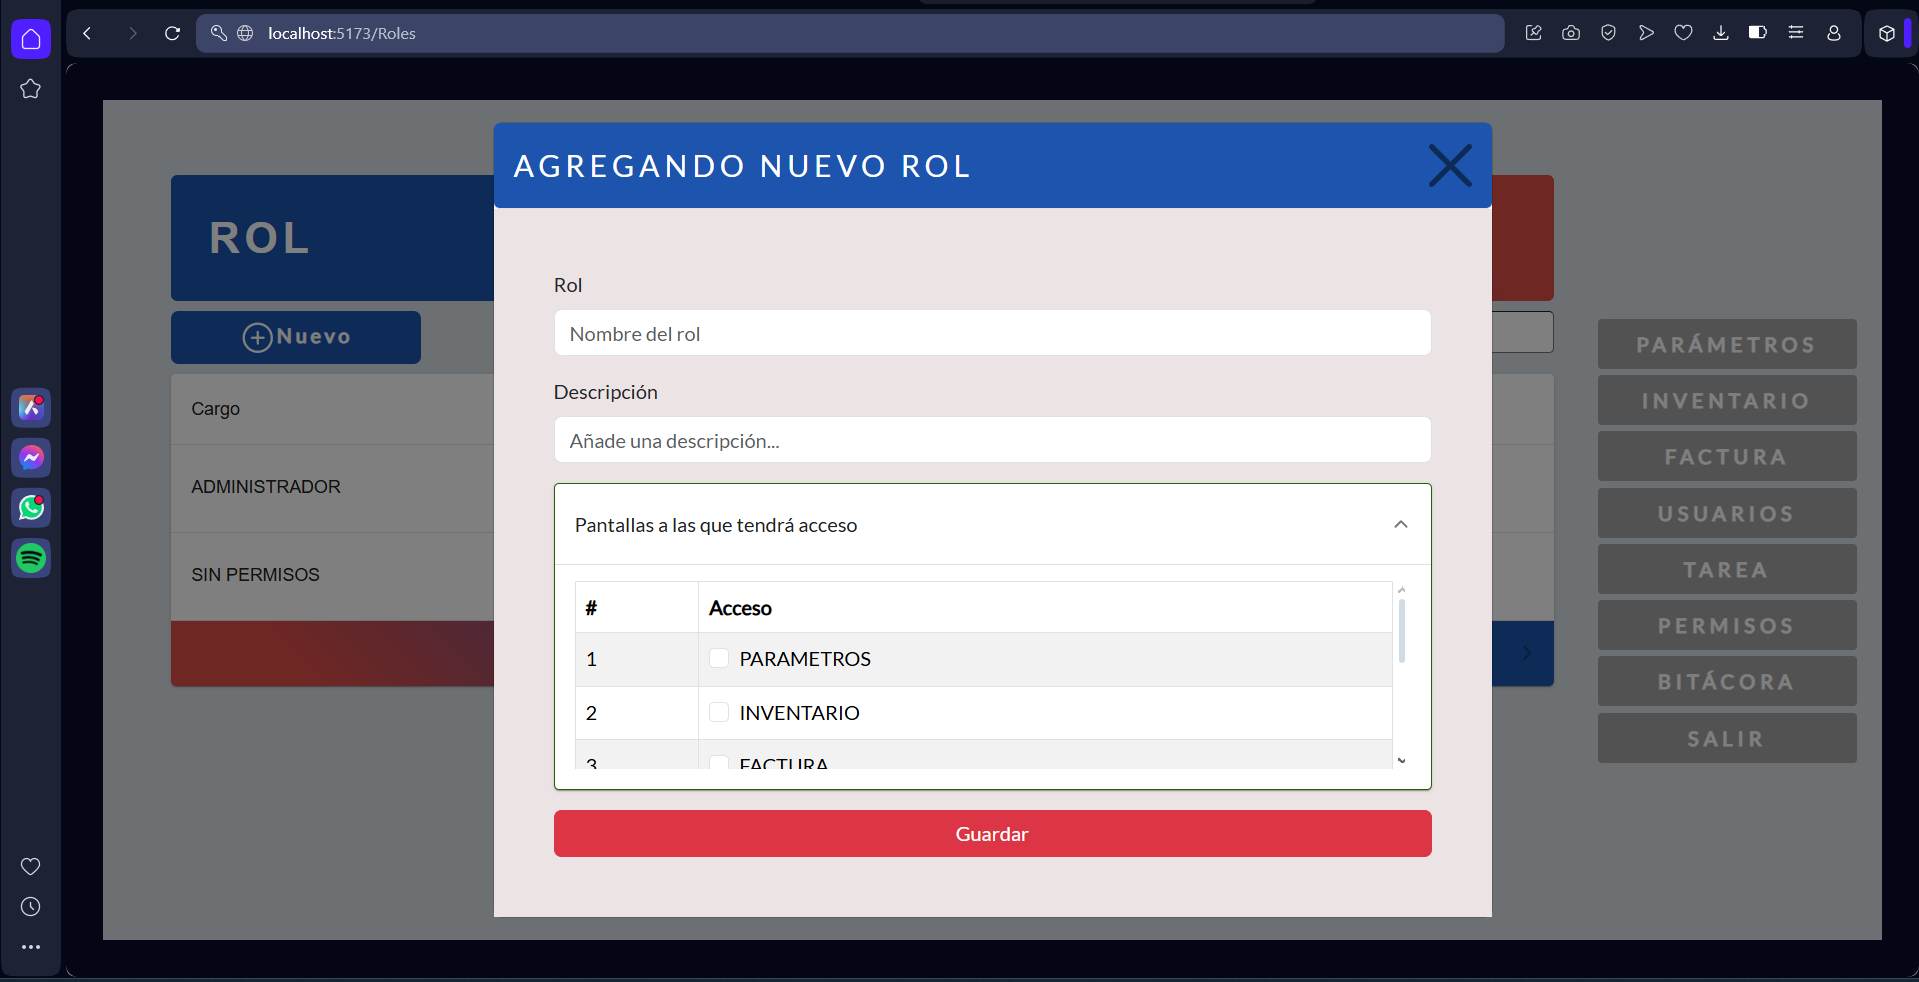 localhost:5173/Roles
AGREGANDO NUEVO ROL
ROL
Nuevo
Cargo
ADMINISTRADOR
SIN PERMISOS
Rol
Nombre del rol
Descripción
Añade una descripción...
Pantallas a las que tendrá acceso
# Acceso
1 PARAMETROS
2 INVENTARIO
3 FACTURA
Guardar
PARÁMETROS
INVENTARIO
FACTURA
USUARIOS
TAREA
PERMISOS
BITÁCORA
SALIR